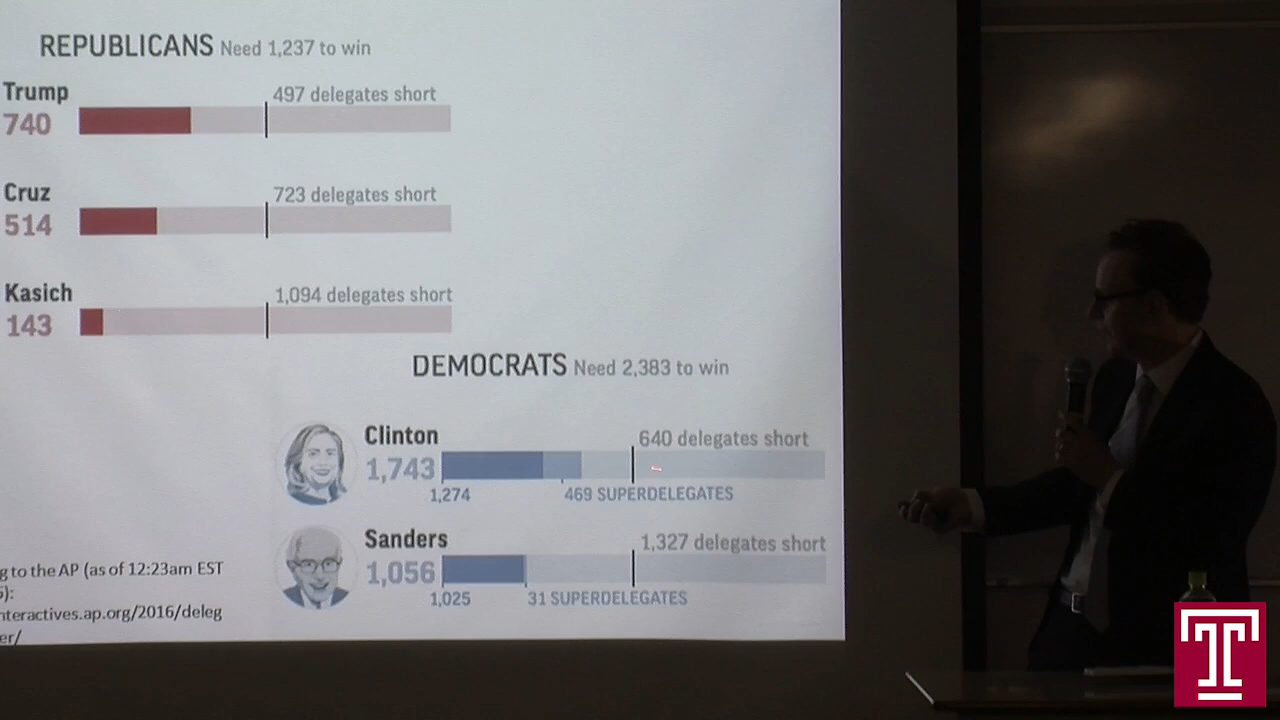 REPUBLICANS Need 1,237 to win
Trump
740
497 delegates short
Cruz
514
723 delegates short
Kasich
143
1,094 delegates short
DEMOCRATS Need 2,383 to win
Clinton
1,743
640 delegates short
1,274
469 SUPERDELEGATES
Sanders
1,056
1,327 delegates short
1,025
31 SUPERDELEGATES
g to the AP (as of 12:23am EST
):
nteractives.ap.org/2016/deleg
er/
T